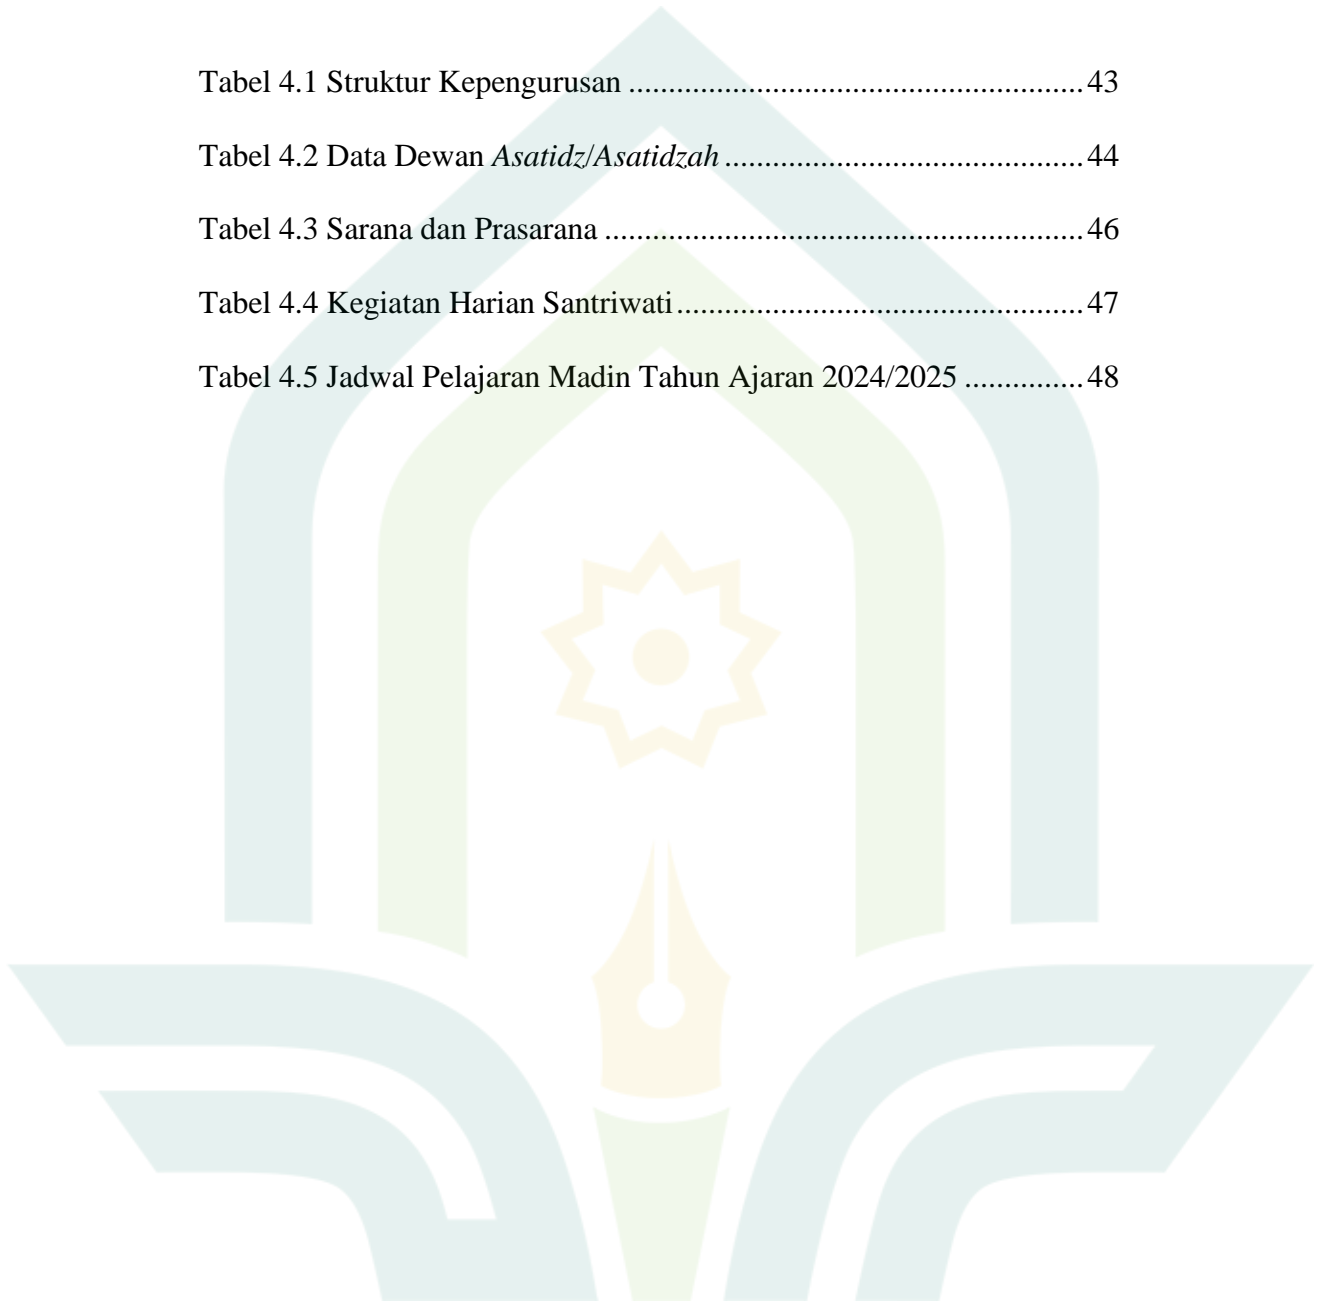 Tabel 4.1 Struktur Kepengurusan ......................................................... 43
Tabel 4.2 Data Dewan Asatidz/Asatidzah ............................................. 44
Tabel 4.3 Sarana dan Prasarana ............................................................ 46
Tabel 4.4 Kegiatan Harian Santriwati ................................................... 47
Tabel 4.5 Jadwal Pelajaran Madin Tahun Ajaran 2024/2025 ............... 48